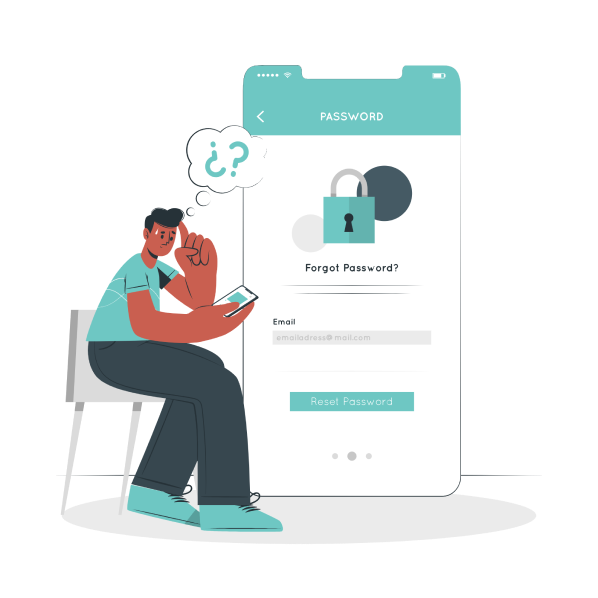 PASSWORD
¿?
Forgot Password?
Email
emailadress@mail.com
Reset Password